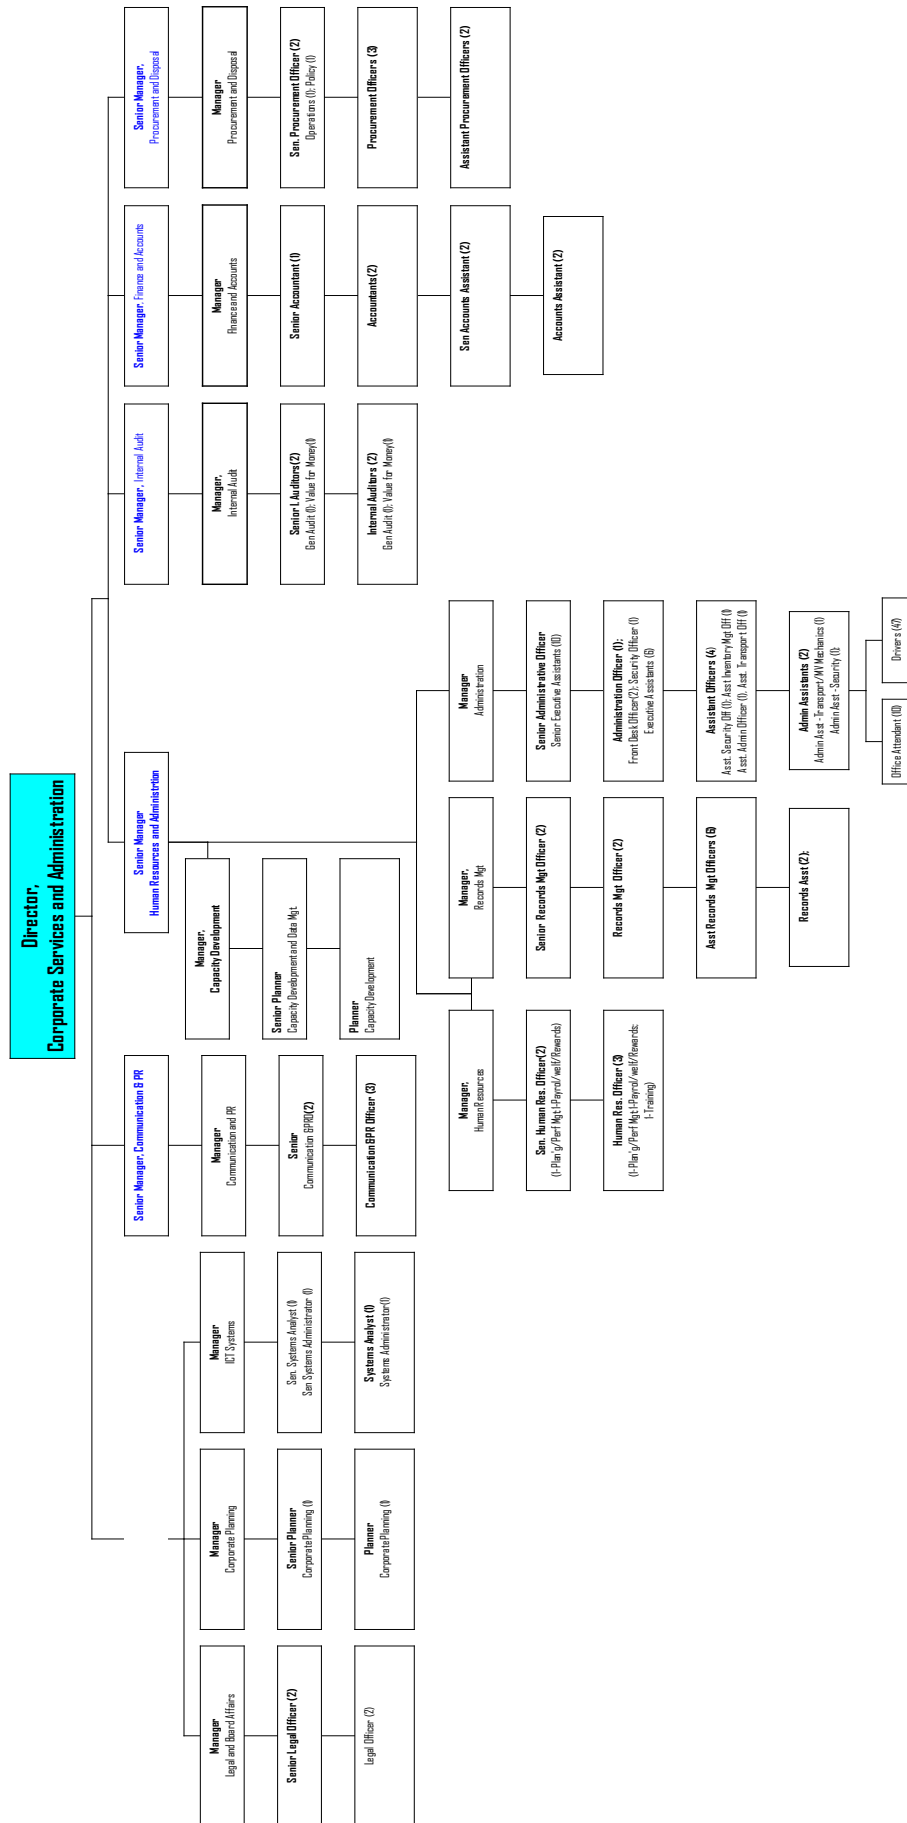 Director,
Corporate Services and Administration
Senior Manager, Communication & PR
Senior Manager
Human Resources and Administrtion
Senior Manager, Internal Audit
Senior Manager. Finance and Accounts
Senior Manager,
Procurement and Disposal
Manager
Legal and Board Affairs
Manager
Corporate Planning
Manager
ICT Systems
Manager
Communication and PR
Manager,
Capacity Development
Manager,
Internal Audit
Manager
Finance and Accounts
Manager
Procurement and Disposal
Senior Legal Officer (2)
Senior Planner
Corporate Planning (1)
Sen. Systems Analyst (1)
Sen Systems Administrator (1)
Senior
Communication &PRO(2)
Senior Planner
Capacity Development and Data Mgt
Senior I. Auditors(2)
Gen Audit (1); Value for Money(1)
Senior Accountant (1)
Sen. Procurement Officer (2)
Operations (1); Policy (1)
Legal Officer (2)
Planner
Corporate Planning (1)
Systems Analyst (1)
Systems Administrator(1)
Communication &PR Officer (3)
Planner
Capacity Development
Internal Auditors (2)
Gen Audit (1); Value for Money(1)
Accountants(2)
Procurement Officers (3)
Manager,
Human Resources
Manager,
Records Mgt
Manager
Administration
Sen Accounts Assistant (2)
Assistant Procurement Officers (2)
Sen. Human Res. Officer(2)
(1-Plan'g/Perf Mgt 1-Payrol/welf/Rewards)
Senior Records Mgt Officer (2)
Senior Administrative Officer
Senior Executive Assistants (10)
Accounts Assistant (2)
Human Res. Officer (3)
(1-Plan'g/Perf Mgt 1-Payrol/welf/Rewards;
1- Training)
Records Mgt Officer (2)
Administration Officer (1);
Front Desk Officer(2); Security Officer (1)
Executive Assistants (6)
Asst Records Mgt Officers (6)
Assistant Officers (4)
Asst. Security Off (1); Asst Inventory Mgt Off (1)
Asst. Admin Officer (1), Asst. Transport Off (1)
Records Asst (2);
Admin Assistants (2)
Admin Asst - Transport/MV Mechanics (1)
Admin Asst - Security (1);
Office Attendant (10)
Drivers (47)